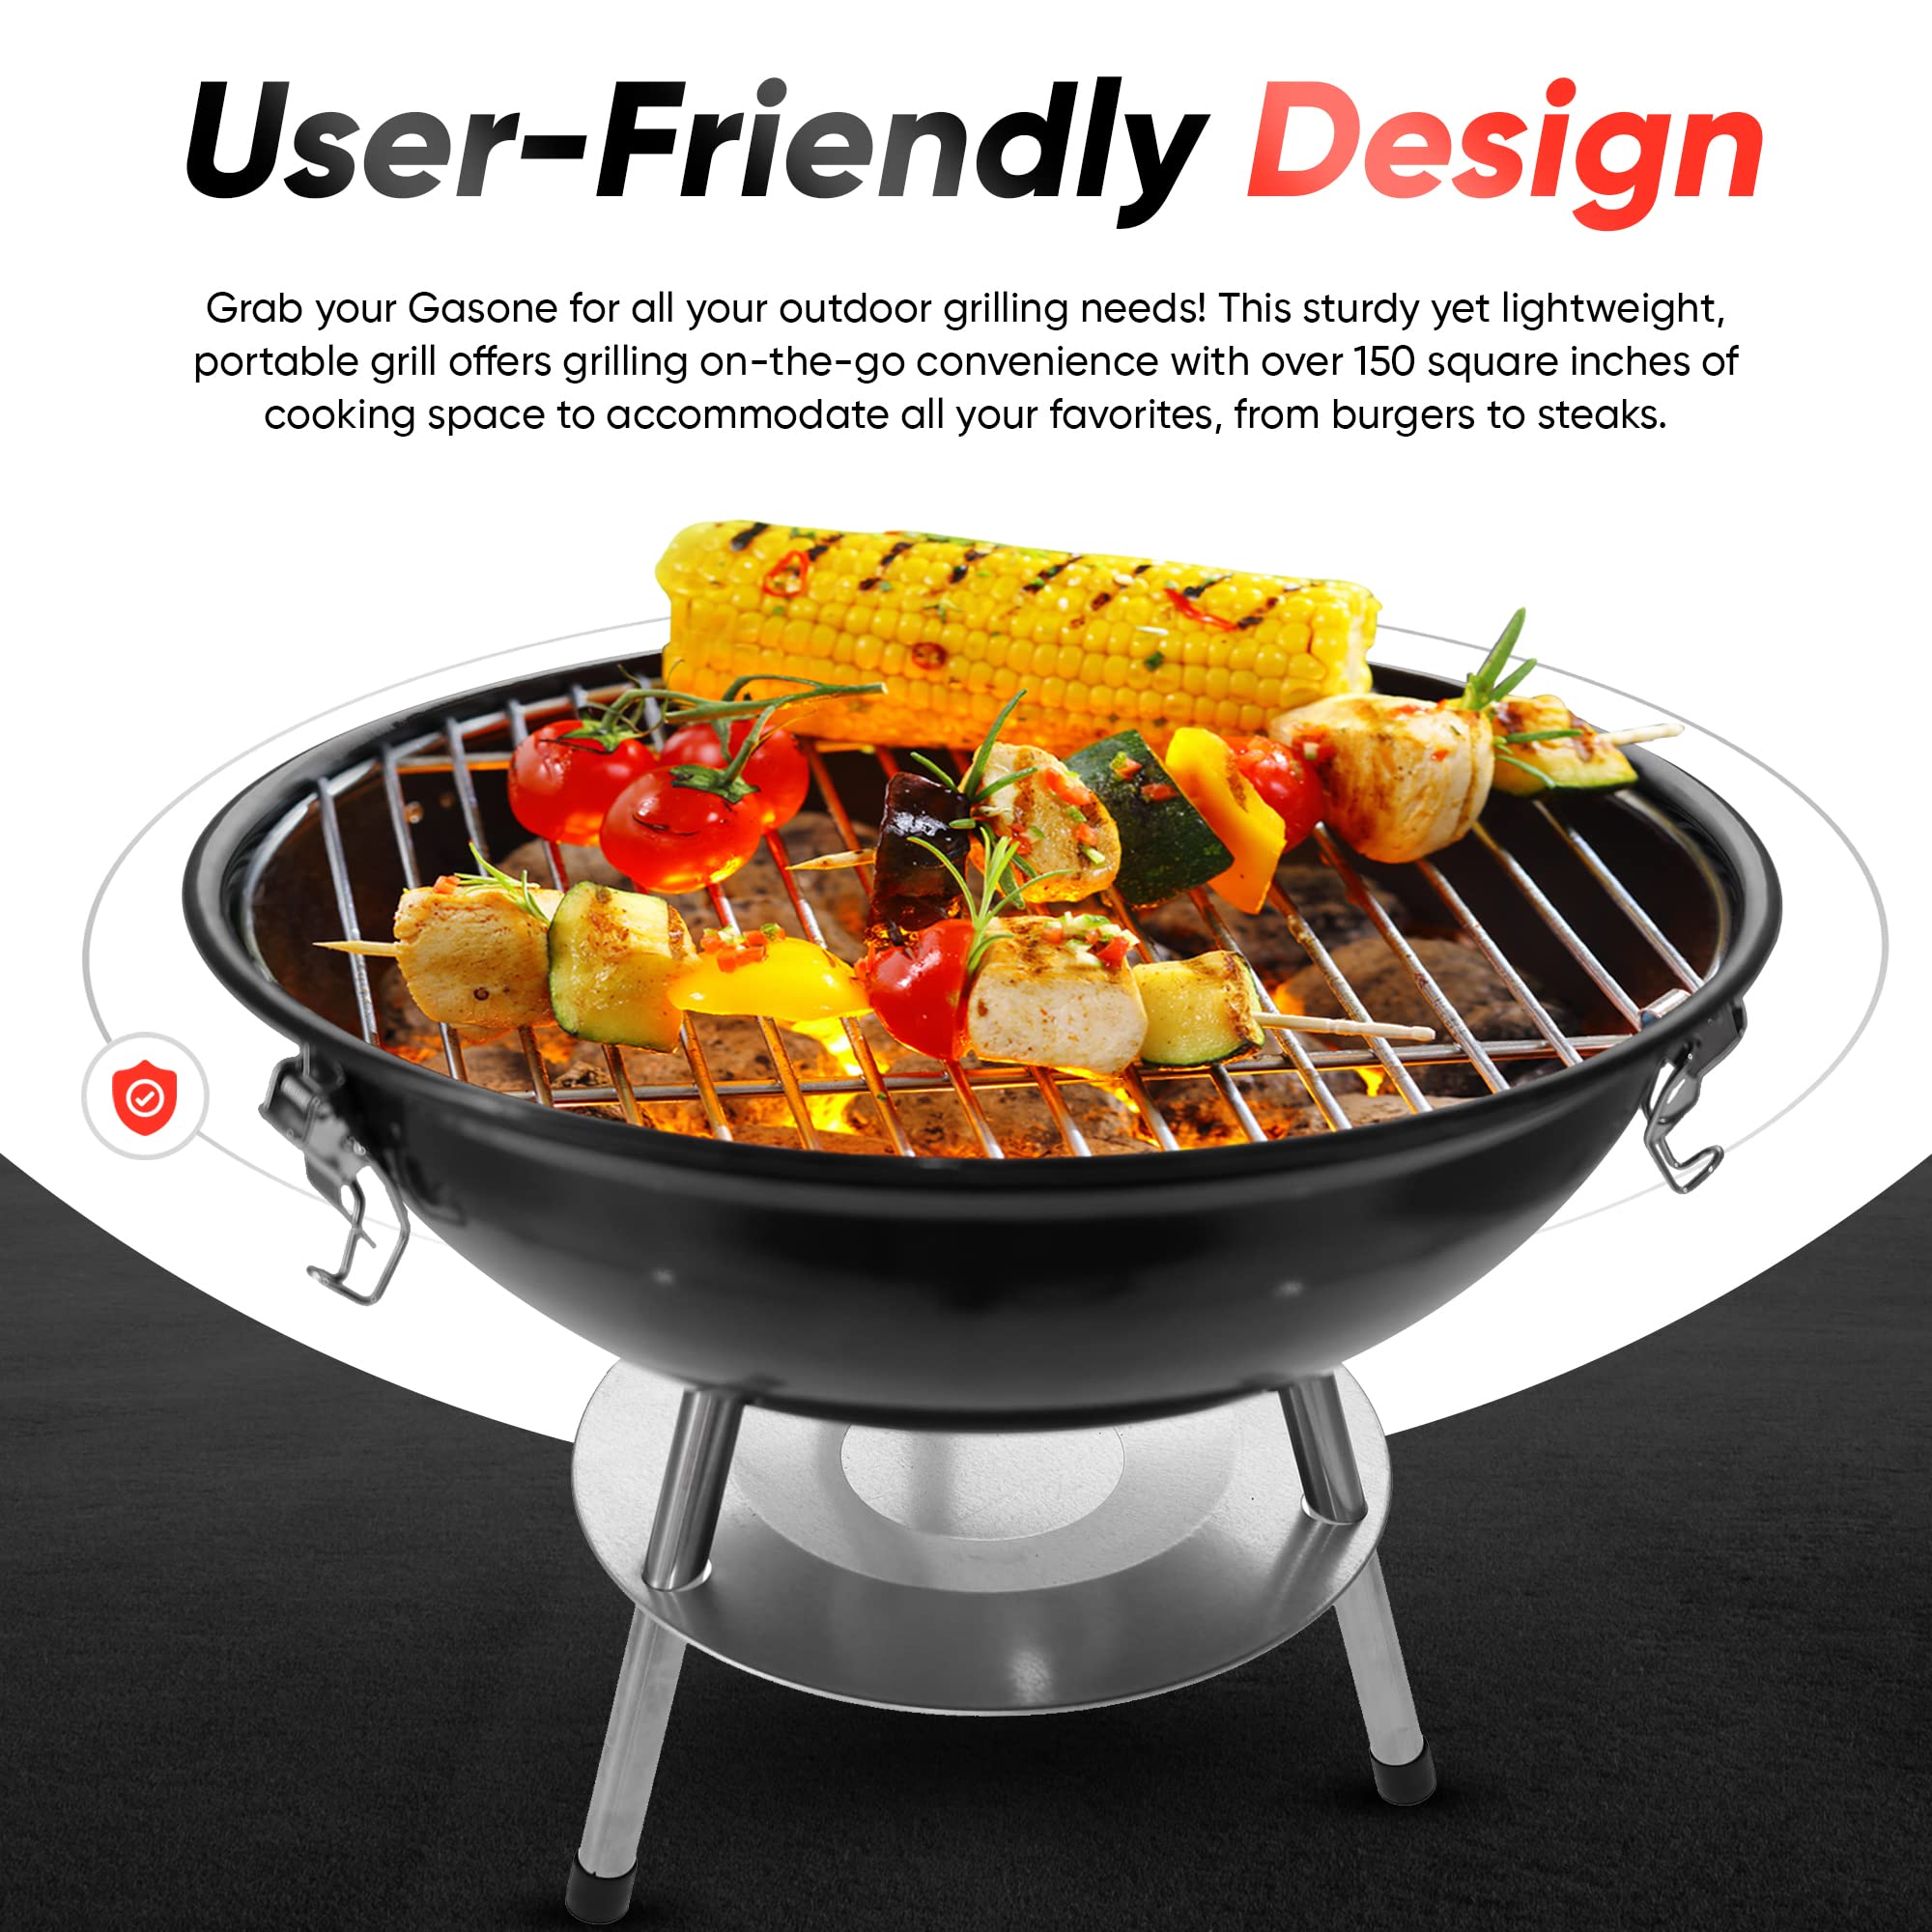 User-Friendly Design
Grab your Gasone for all your outdoor grilling needs! This sturdy yet lightweight,
portable grill offers grilling on-the-go convenience with over 150 square inches of
cooking space to accommodate all your favorites, from burgers to steaks.